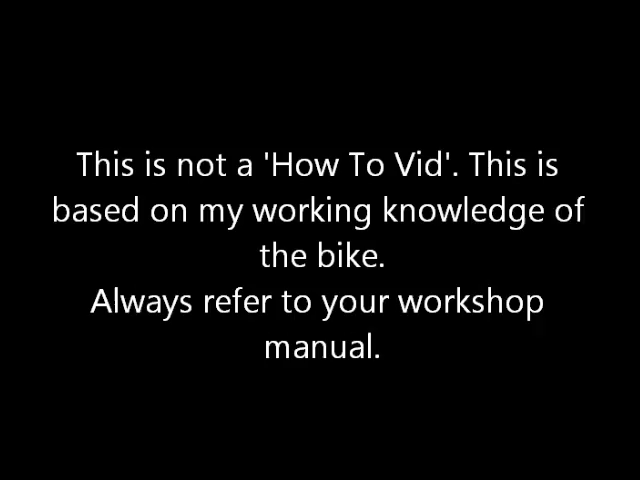 This is not a 'How To Vid'. This is
based on my working knowledge of
the bike.
Always refer to your workshop
manual.